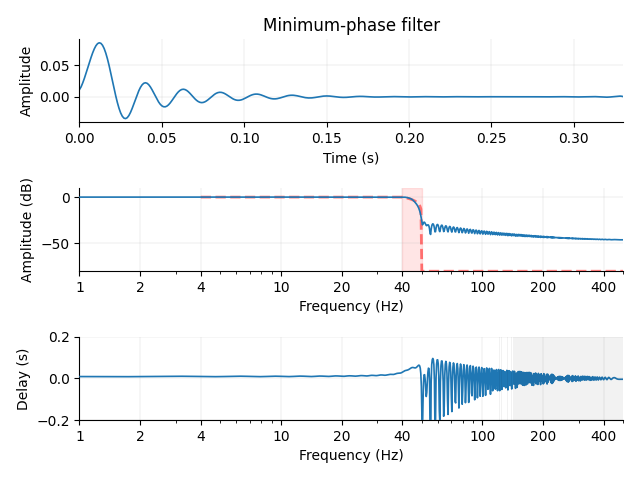 Minimum-phase filter
Amplitude
0.05
0.00
0.00 0.05 0.10 0.15 0.20 0.25 0.30
Time (s)
Amplitude (dB)
0
−50
1 2 4 10 20 40 100 200 400
Frequency (Hz)
Delay (s)
0.2
0.0
−0.2
1 2 4 10 20 40 100 200 400
Frequency (Hz)